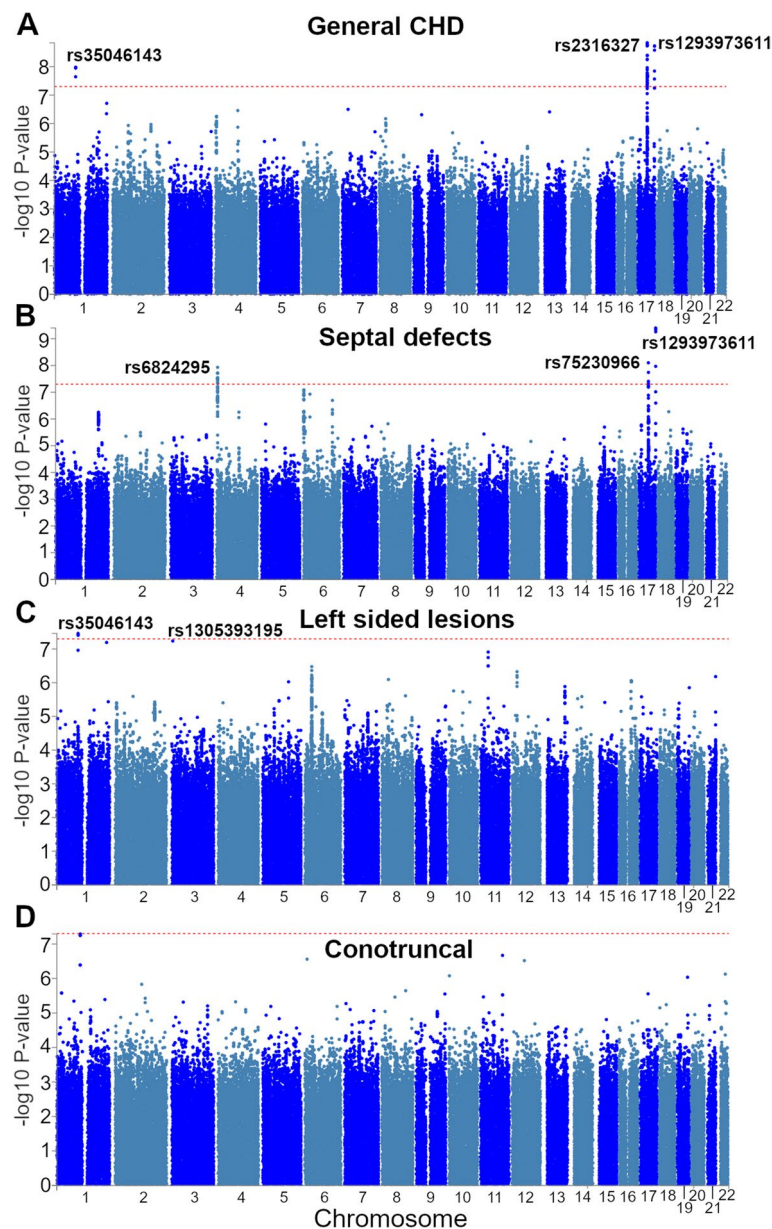 A
General CHD
rs35046143
rs2316327 rs1293973611
-log10 P-value
8
7
6
5
4
3
2
1
0
1 2 3 4 5 6 7 8 9 10 11 12 13 14 15 16 17 18 19 20 21 22
B
Septal defects
rs6824295
rs1293973611
rs75230966
-log10 P-value
9
8
7
6
5
4
3
2
1
0
1 2 3 4 5 6 7 8 9 10 11 12 13 14 15 16 17 18 19 20 21 22
C
Left sided lesions
rs35046143 rs1305393195
-log10 P-value
7
6
5
4
3
2
1
0
1 2 3 4 5 6 7 8 9 10 11 12 13 14 15 16 17 18 19 20 21 22
D
Conotruncal
-log10 P-value
7
6
5
4
3
2
1
0
1 2 3 4 5 6 7 8 9 10 11 12 13 14 15 16 17 18 19 20 21 22
Chromosome